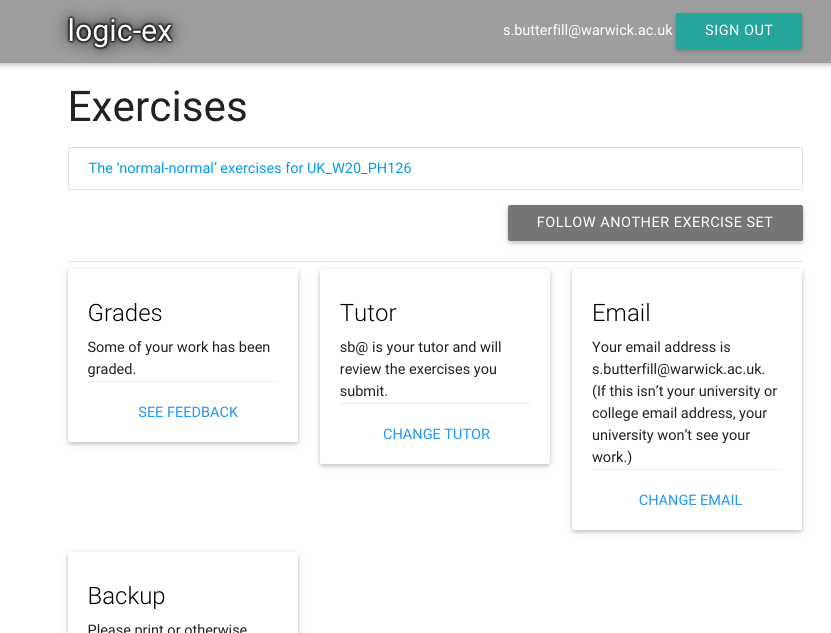 logic-ex
s.butterfill@warwick.ac.uk
SIGN OUT
Exercises
The ‘normal-normal’ exercises for UK_W20_PH126
FOLLOW ANOTHER EXERCISE SET
Grades
Some of your work has been
graded.
SEE FEEDBACK
Tutor
sb@ is your tutor and will
review the exercises you
submit.
CHANGE TUTOR
Email
Your email address is
s.butterfill@warwick.ac.uk.
(If this isn’t your university or
college email address, your
university won’t see your
work.)
CHANGE EMAIL
Backup
Please print or otherwise